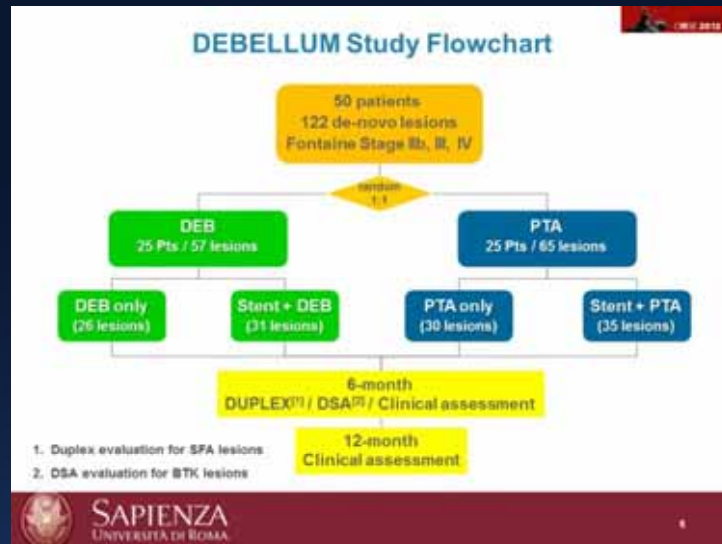 DEBELLUM Study Flowchart
50 patients
122 de-novo lesions
Fontaine Stage IIb, III, IV
random
1:1
DEB
25 Pts / 57 lesions
PTA
25 Pts / 65 lesions
DEB only
(26 lesions)
Stent + DEB
(31 lesions)
PTA only
(30 lesions)
Stent + PTA
(35 lesions)
6-month
DUPLEX[1] / DSA[2] / Clinical assessment
12-month
Clinical assessment
1. Duplex evaluation for SFA lesions
2. DSA evaluation for BTK lesions
SAPIENZA
UNIVERSITÀ DI ROMA